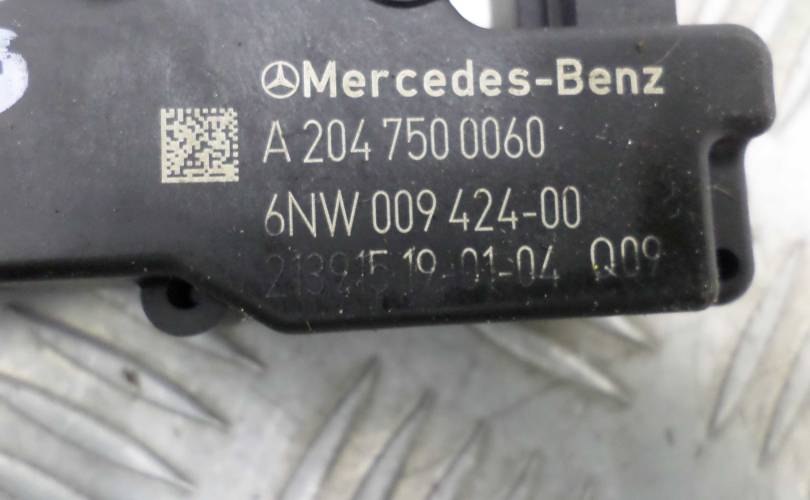 Mercedes-Benz
A 204 750 0060
6NW 009 424-00
213915 19-01-04 Q09